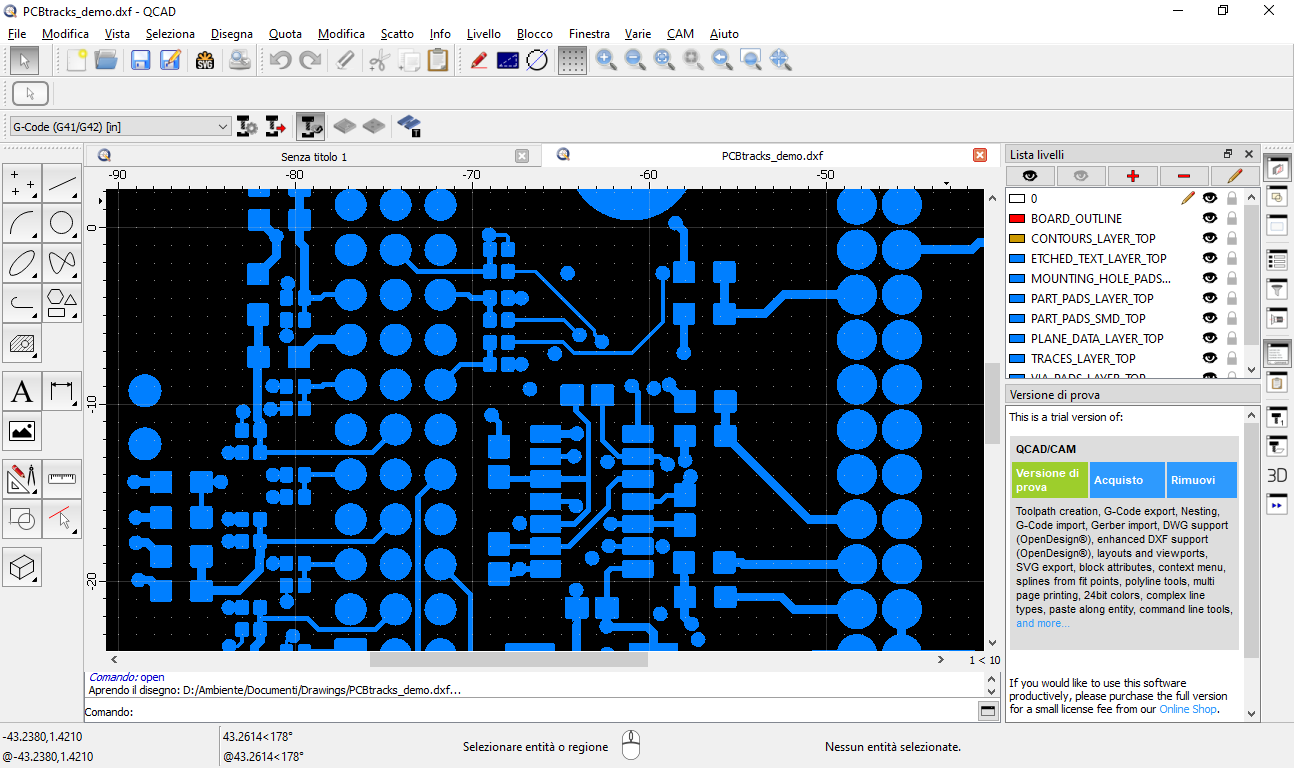 PCBtracks_demo.dxf - QCAD
File Modifica Vista Seleziona Disegna Quota Modifica Scatto Info Livello Blocco Finestra Varie CAM Aiuto
SVG
G-Code (G41/G42) [in]
T
Senza titolo 1
PCBtracks_demo.dxf
-90 -80 -70 -60 -50
0
-10
-20
A
1 < 10
Comando: open
Aprendo il disegno: D:/Ambiente/Documenti/Drawings/PCBtracks_demo.dxf...
Comando:
Lista livelli
0
BOARD_OUTLINE
CONTOURS_LAYER_TOP
ETCHED_TEXT_LAYER_TOP
MOUNTING_HOLE_PADS...
PART_PADS_LAYER_TOP
PART_PADS_SMD_TOP
PLANE_DATA_LAYER_TOP
TRACES_LAYER_TOP
VIA_PADS_LAYER_TOP
Versione di prova
This is a trial version of:
QCAD/CAM
Versione di prova
Acquisto
Rimuovi
Toolpath creation, G-Code export, Nesting,
G-Code import, Gerber import, DWG support
(OpenDesign®), enhanced DXF support
(OpenDesign®), layouts and viewports,
SVG export, block attributes, context menu,
splines from fit points, polyline tools, multi
page printing, 24bit colors, complex line
types, paste along entity, command line tools,
and more...
If you would like to use this software
productively, please purchase the full version
for a small license fee from our Online Shop.
3D
-43.2380,1.4210
@-43.2380,1.4210
43.2614<178°
@43.2614<178°
Selezionare entità o regione
Nessun entità selezionate.